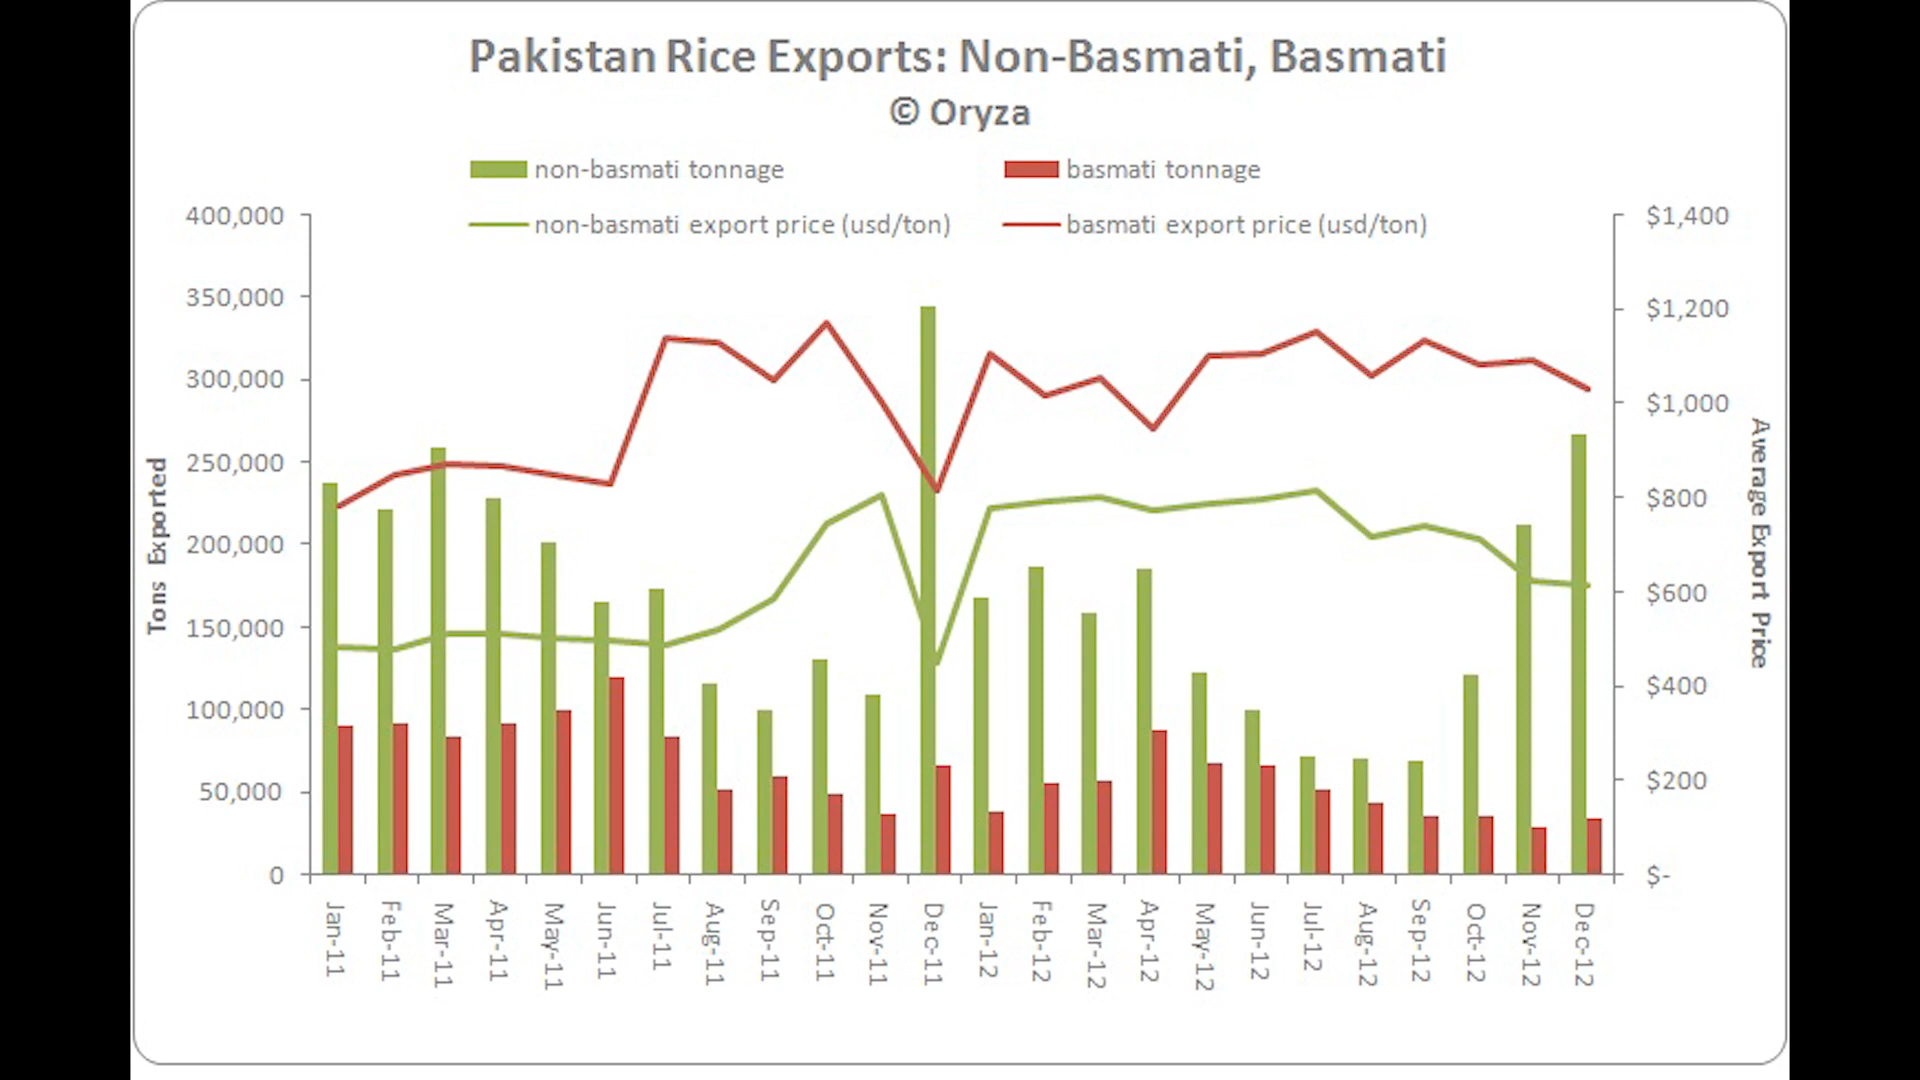 Pakistan Rice Exports: Non-Basmati, Basmati
© Oryza
non-basmati tonnage
basmati tonnage
non-basmati export price (usd/ton)
basmati export price (usd/ton)
400,000
350,000
300,000
250,000
200,000
150,000
100,000
50,000
0
Tons Exported
$1,400
$1,200
$1,000
$800
$600
$400
$200
$-
Average Export Price
Jan-11
Feb-11
Mar-11
Apr-11
May-11
Jun-11
Jul-11
Aug-11
Sep-11
Oct-11
Nov-11
Dec-11
Jan-12
Feb-12
Mar-12
Apr-12
May-12
Jun-12
Jul-12
Aug-12
Sep-12
Oct-12
Nov-12
Dec-12